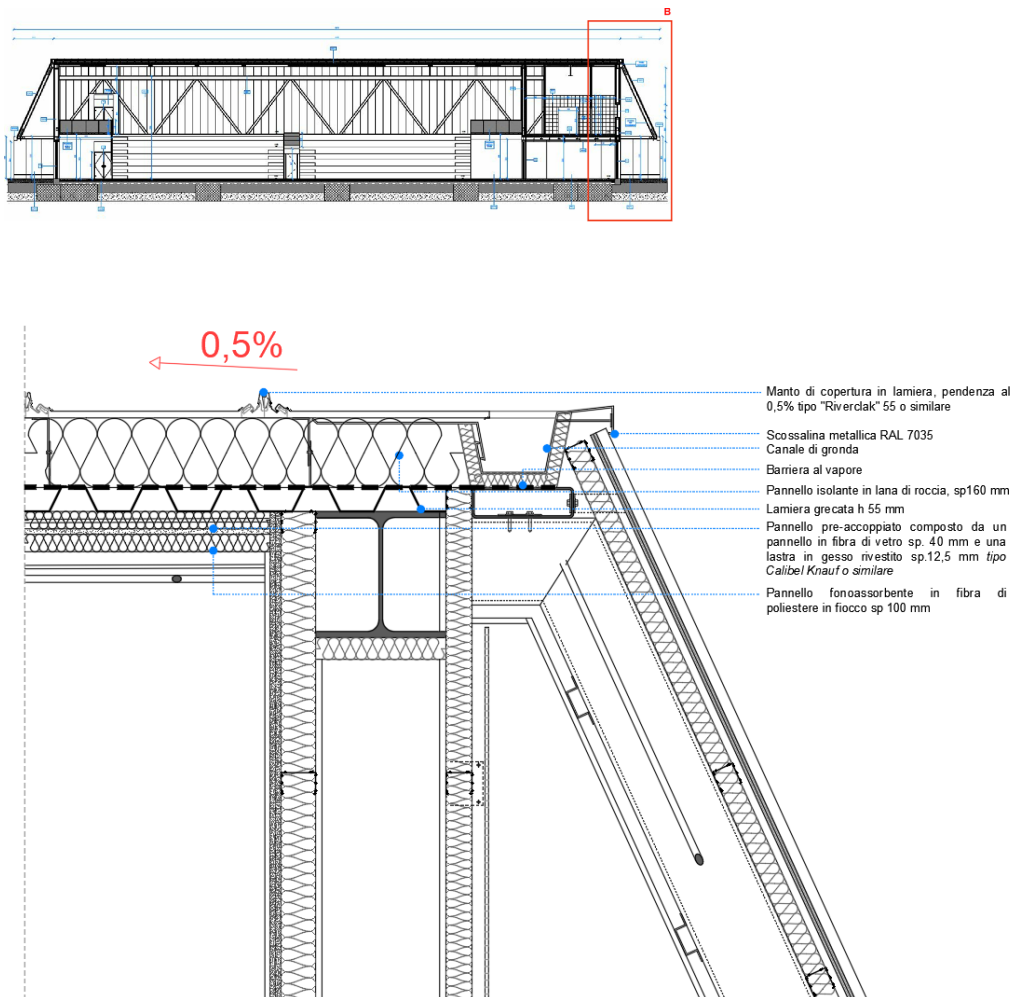 B
0,5%
Manto di copertura in lamiera, pendenza al
0,5% tipo "Riverclak" 55 o similare
Scossalina metallica RAL 7035
Canale di gronda
Barriera al vapore
Pannello isolante in lana di roccia, sp160 mm
Lamiera grecata h 55 mm
Pannello pre-accoppiato composto da un
pannello in fibra di vetro sp. 40 mm e una
lastra in gesso rivestito sp.12,5 mm tipo
Calibel Knauf o similare
Pannello fonoassorbente in fibra di
poliestere in fiocco sp 100 mm